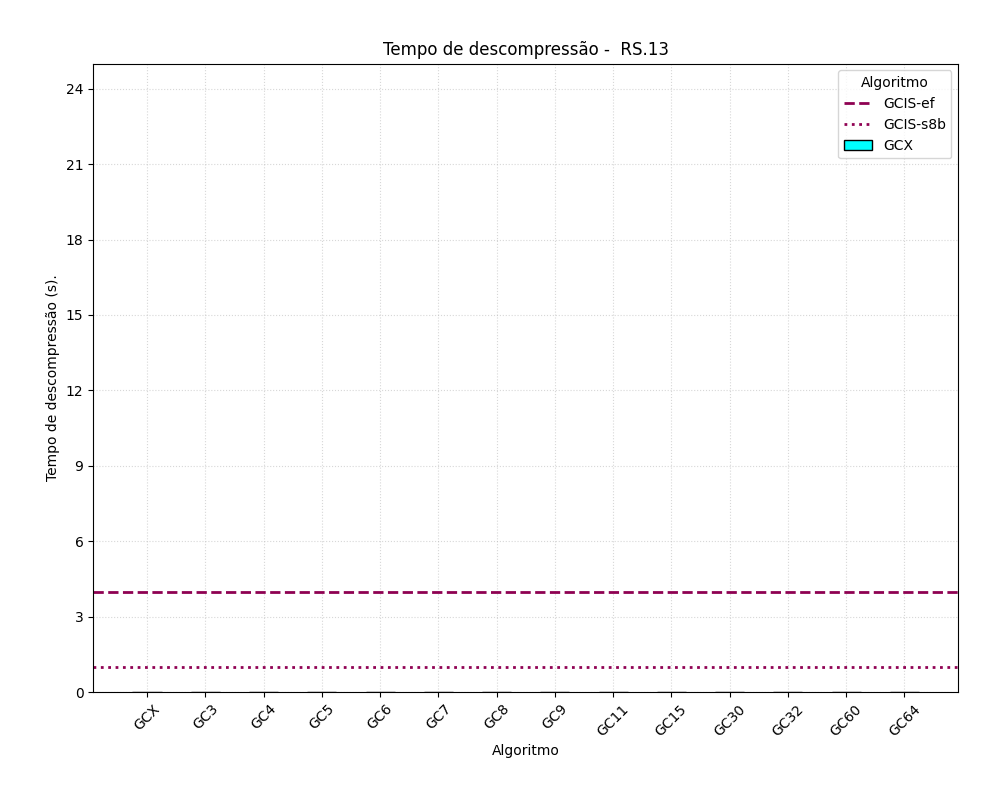 Tempo de descompressão -  RS.13
Algoritmo
GCIS-ef
GCIS-s8b
GCX
24
21
18
15
12
9
6
3
0
Tempo de descompressão (s).
GCX GC3 GC4 GC5 GC6 GC7 GC8 GC9 GC11 GC15 GC30 GC32 GC60 GC64
Algoritmo